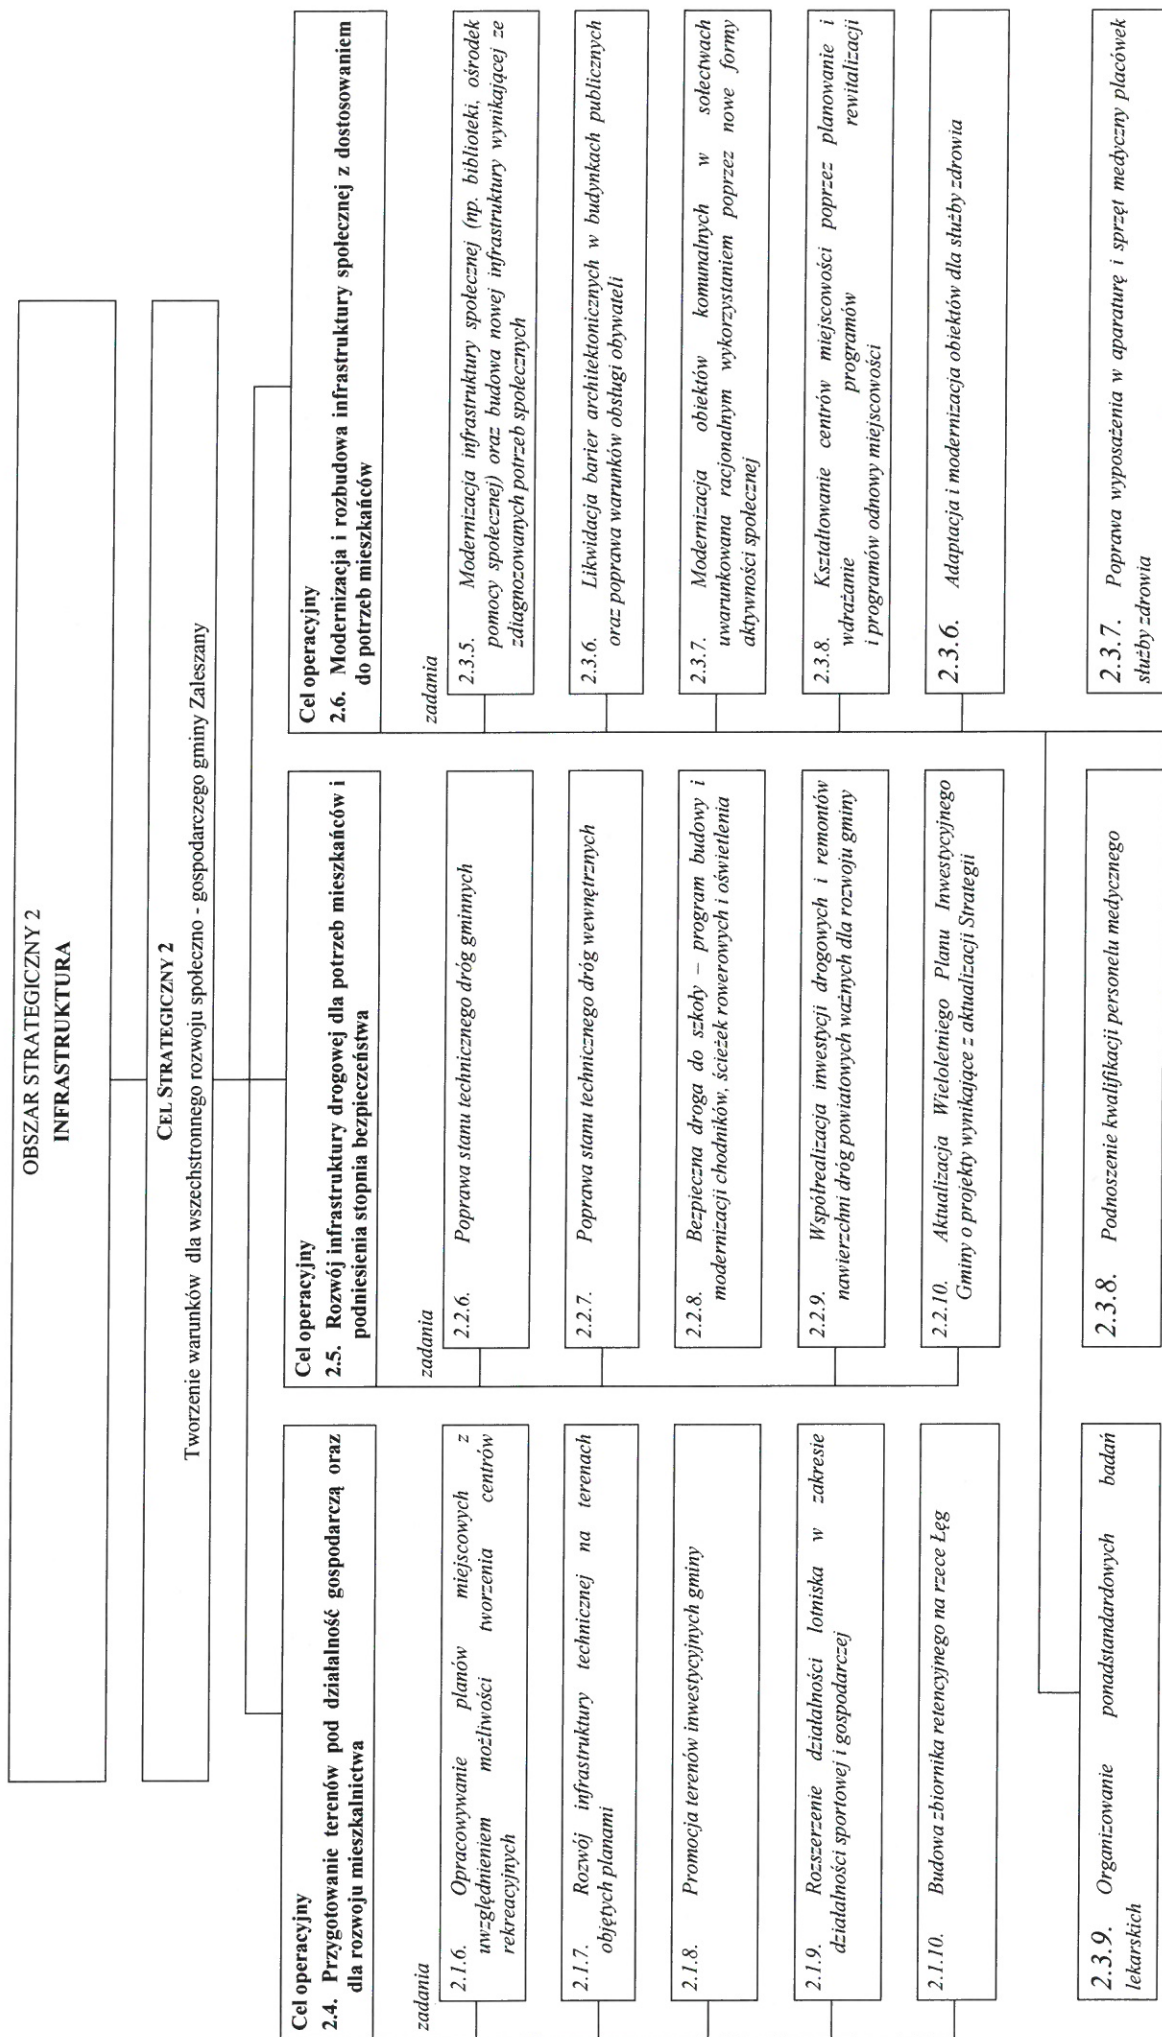 OBSZAR STRATEGICZNY 2
INFRASTRUKTURA
CEL STRATEGICZNY 2
Tworzenie warunków dla wszechstronnego rozwoju społeczno - gospodarczego gminy Zaleszany
Cel operacyjny
2.4. Przygotowanie terenów pod działalność gospodarczą oraz
dla rozwoju mieszkalnictwa
zadania
2.1.6. Opracowywanie planów miejscowych z
uwzględnieniem możliwości tworzenia centrów
rekreacyjnych
2.1.7. Rozwój infrastruktury technicznej na terenach
objętych planami
2.1.8. Promocja terenów inwestycyjnych gminy
2.1.9. Rozszerzenie działalności lotniska w zakresie
działalności sportowej i gospodarczej
2.1.10. Budowa zbiornika retencyjnego na rzece Łęg
Cel operacyjny
2.5. Rozwój infrastruktury drogowej dla potrzeb mieszkańców i
podniesienia stopnia bezpieczeństwa
zadania
2.2.6. Poprawa stanu technicznego dróg gminnych
2.2.7. Poprawa stanu technicznego dróg wewnętrznych
2.2.8. Bezpieczna droga do szkoły – program budowy i
modernizacji chodników, ścieżek rowerowych i oświetlenia
2.2.9. Współrealizacja inwestycji drogowych i remontów
nawierzchni dróg powiatowych ważnych dla rozwoju gminy
2.2.10. Aktualizacja Wieloletniego Planu Inwestycyjnego
Gminy o projekty wynikające z aktualizacji Strategii
Cel operacyjny
2.6. Modernizacja i rozbudowa infrastruktury społecznej z dostosowaniem
do potrzeb mieszkańców
zadania
2.3.5. Modernizacja infrastruktury społecznej (np. biblioteki, ośrodek
pomocy społecznej) oraz budowa nowej infrastruktury wynikającej ze
zdiagnozowanych potrzeb społecznych
2.3.6. Likwidacja barier architektonicznych w budynkach publicznych
oraz poprawa warunków obsługi obywateli
2.3.7. Modernizacja obiektów komunalnych w sołectwach
uwarunkowana racjonalnym wykorzystaniem poprzez nowe formy
aktywności społecznej
2.3.8. Kształtowanie centrów miejscowości poprzez planowanie i
wdrażanie programów rewitalizacji
i programów odnowy miejscowości
2.3.6. Adaptacja i modernizacja obiektów dla służby zdrowia
2.3.9. Organizowanie ponadstandardowych badań
lekarskich
2.3.8. Podnoszenie kwalifikacji personelu medycznego
2.3.7. Poprawa wyposażenia w aparaturę i sprzęt medyczny placówek
służby zdrowia